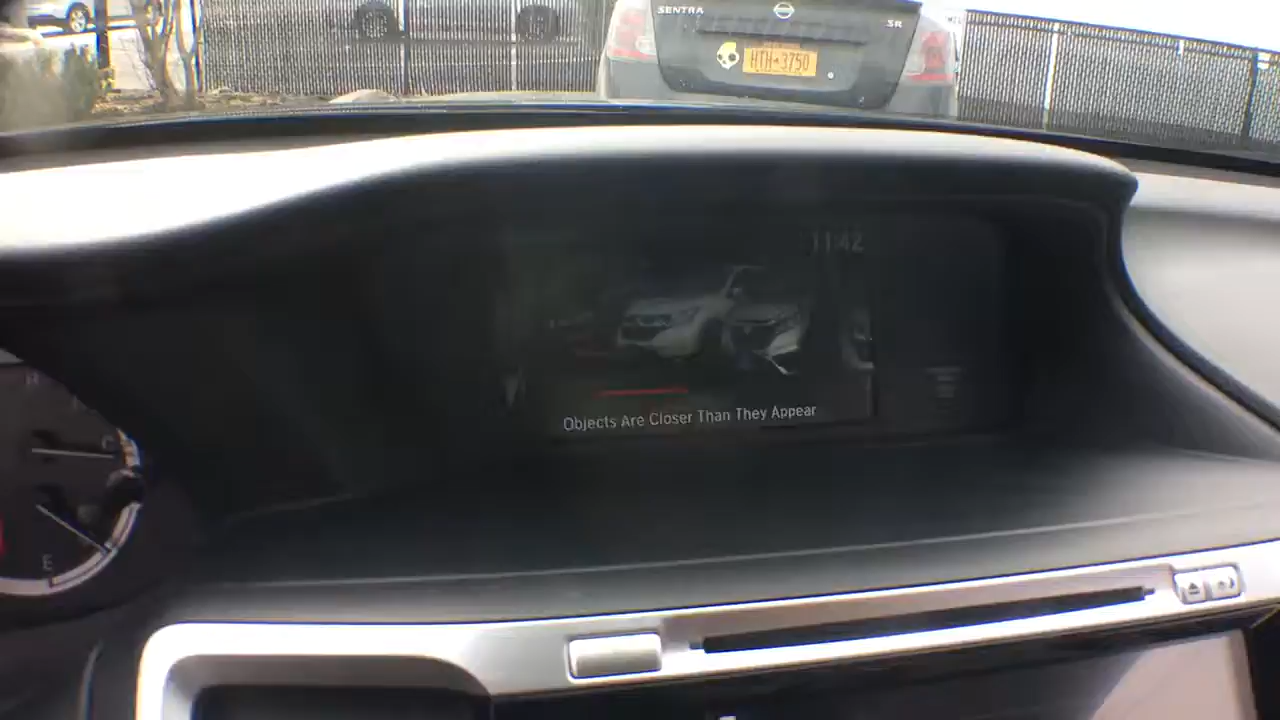 SENTRA
SR
HTH 3750
11:42
Objects Are Closer Than They Appear
H
C
E